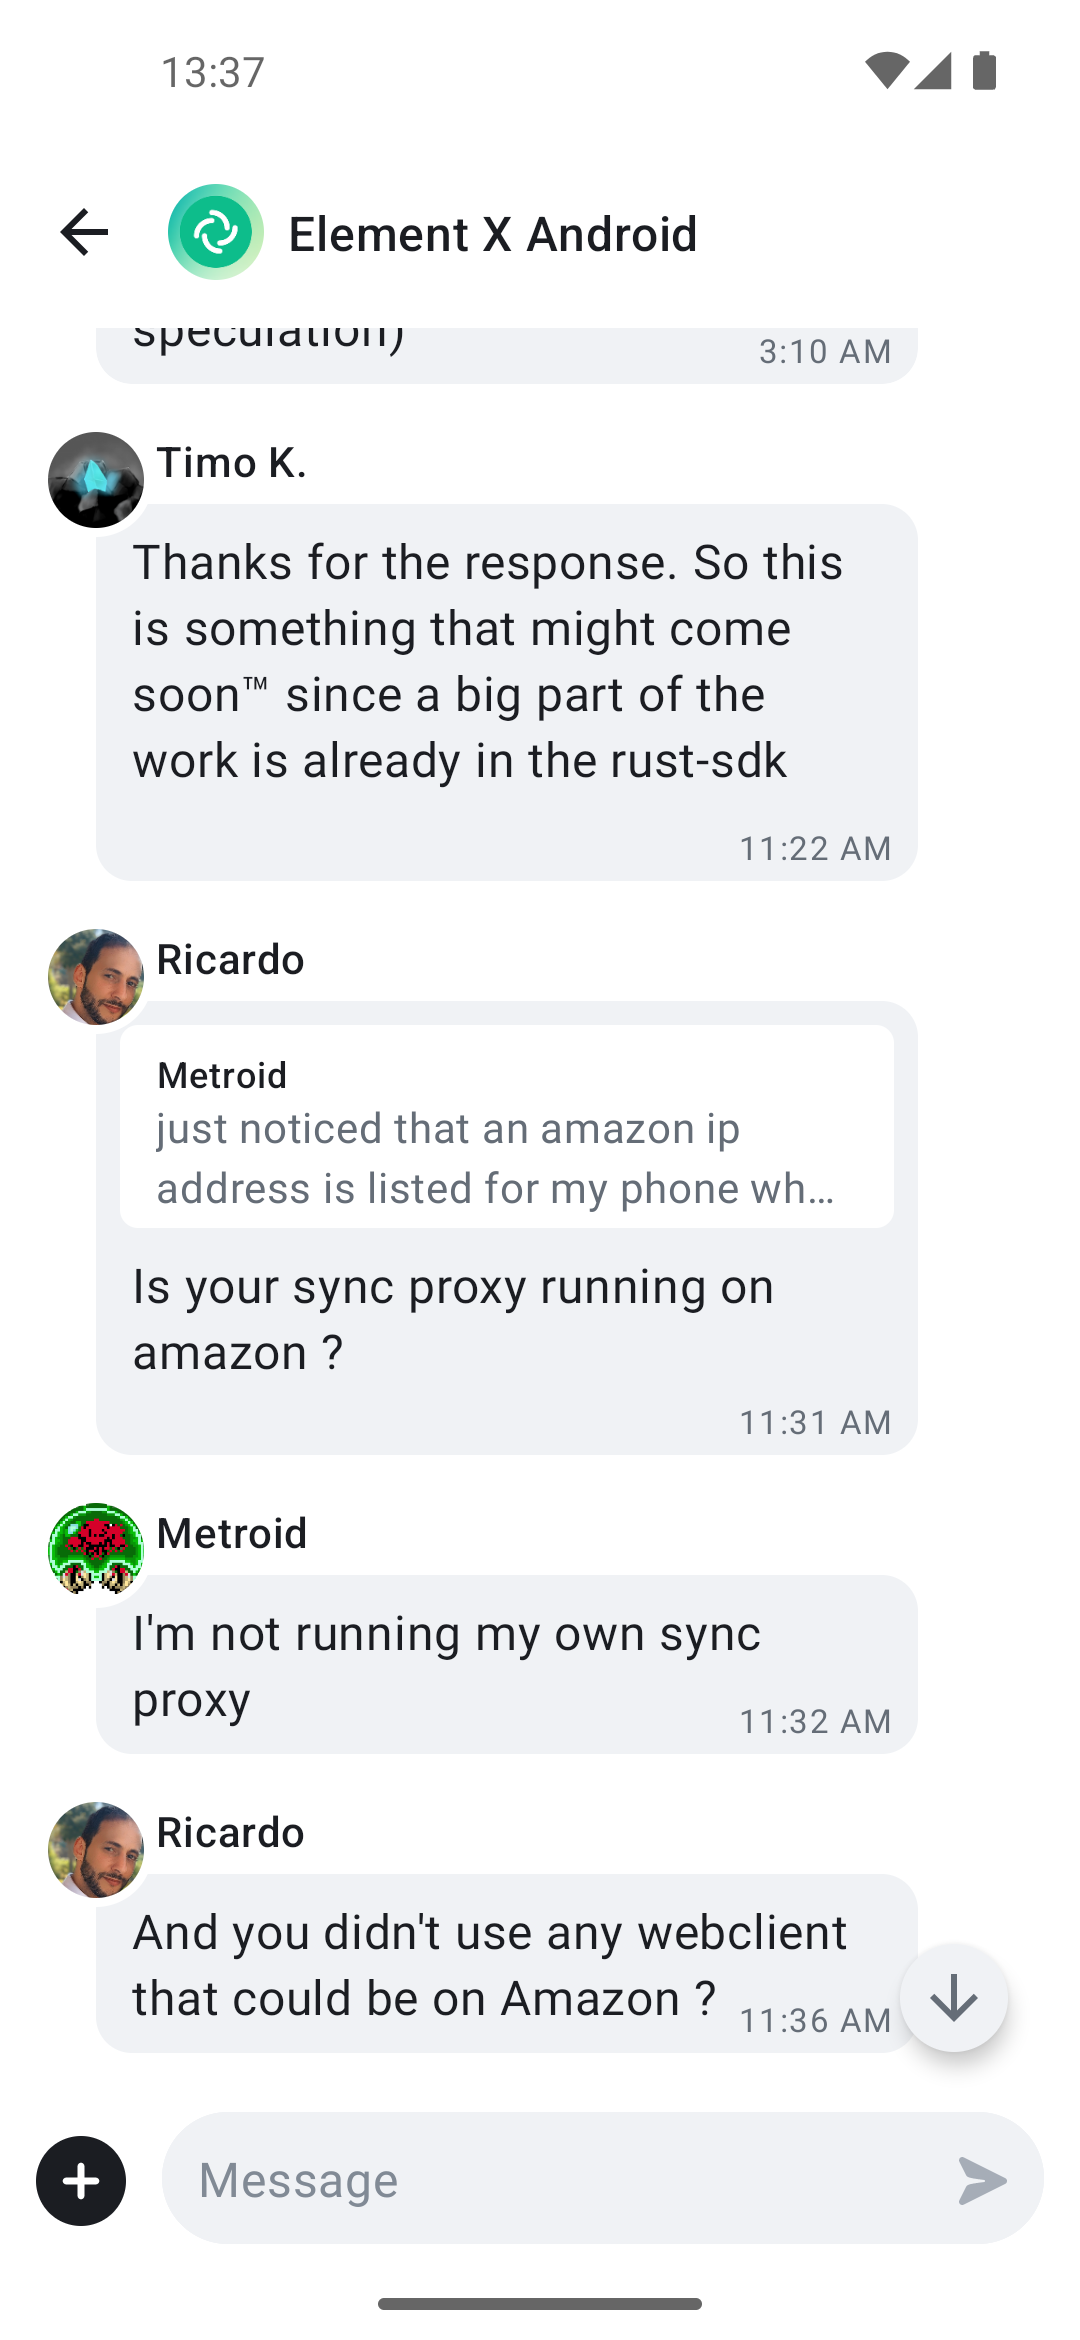 13:37
Element X Android
speculation)
3:10 AM
Timo K.
Thanks for the response. So this
is something that might come
soon™ since a big part of the
work is already in the rust-sdk
11:22 AM
Ricardo
Metroid
just noticed that an amazon ip
address is listed for my phone wh…
Is your sync proxy running on
amazon ?
11:31 AM
Metroid
I'm not running my own sync
proxy
11:32 AM
Ricardo
And you didn't use any webclient
that could be on Amazon ?
11:36 AM
Message